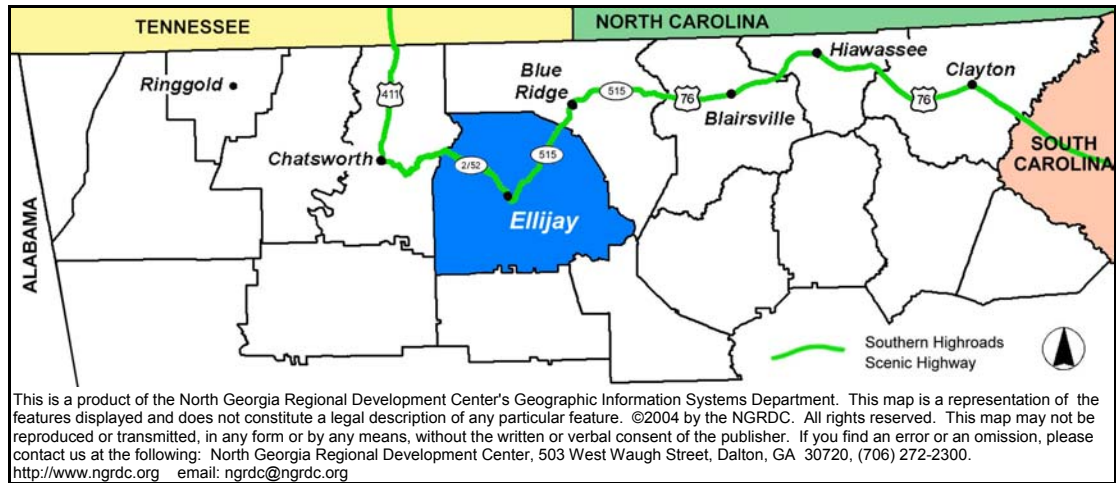 TENNESSEE
NORTH CAROLINA
Ringgold
Hiawassee
Clayton
Blue
Ridge
411
515
76
76
Blairsville
Chatsworth
2/52
515
SOUTH
CAROLINA
Ellijay
ALABAMA
Southern Highroads
Scenic Highway
This is a product of the North Georgia Regional Development Center's Geographic Information Systems Department. This map is a representation of the
features displayed and does not constitute a legal description of any particular feature. ©2004 by the NGRDC. All rights reserved. This map may not be
reproduced or transmitted, in any form or by any means, without the written or verbal consent of the publisher. If you find an error or an omission, please
contact us at the following: North Georgia Regional Development Center, 503 West Waugh Street, Dalton, GA 30720, (706) 272-2300.
http://www.ngrdc.org email: ngrdc@ngrdc.org